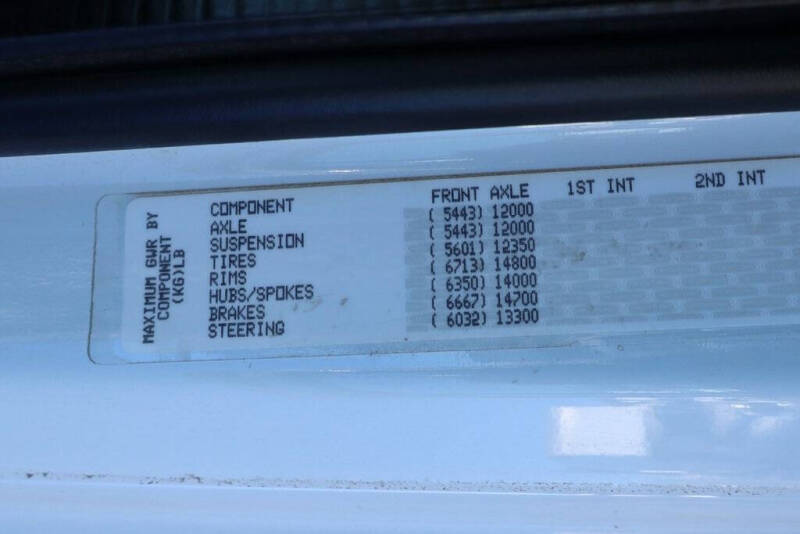 MAXIMUM GWR BY
COMPONENT
(KG)LB
COMPONENT FRONT AXLE 1ST INT 2ND INT
AXLE ( 5443) 12000
SUSPENSION ( 5443) 12000
TIRES ( 5601) 12350
RIMS ( 6713) 14800
HUBS/SPOKES ( 6350) 14000
BRAKES ( 6667) 14700
STEERING ( 6032) 13300